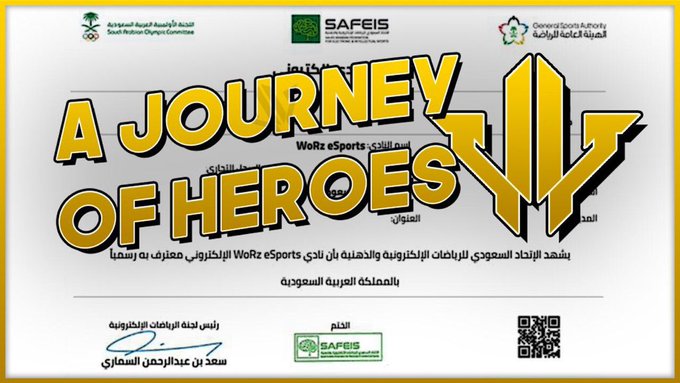 اللجنة الأولمبية العربية السعودية
Saudi Arabian Olympic Committee
SAFEIS
General Sports Authority
الهيئة العامة للرياضة
A JOURNEY
OF HEROES
اسم النادي: WoRz eSports
العنوان:
يشهد الإتحاد السعودي للرياضات الإلكترونية والذهنية بأن نادي WoRz eSports الإلكتروني معترف به رسمياً
بالمملكة العربية السعودية
رئيس لجنة الرياضات الإلكترونية
الختم
سعد بن عبدالرحمن السماري
SAFEIS